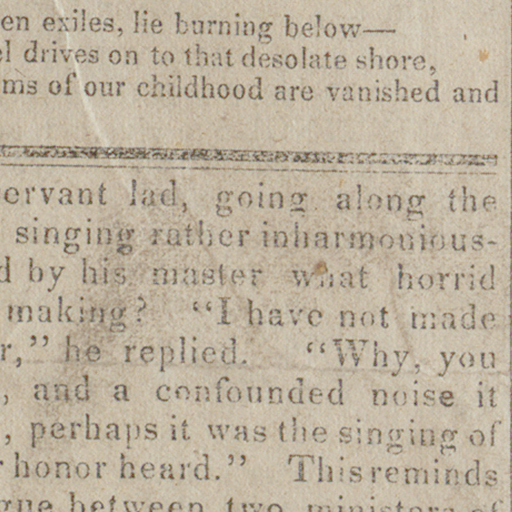 en exiles, lie burning below—
el drives on to that desolate shore,
ms of our childhood are vanished and
ervant lad, going along the
singing rather inharmonious-
d by his master what horrid
making? "I have not made
r," he replied. "Why, you
, and a confounded noise it
, perhaps it was the singing of
r honor heard." This reminds
gue between two ministers of